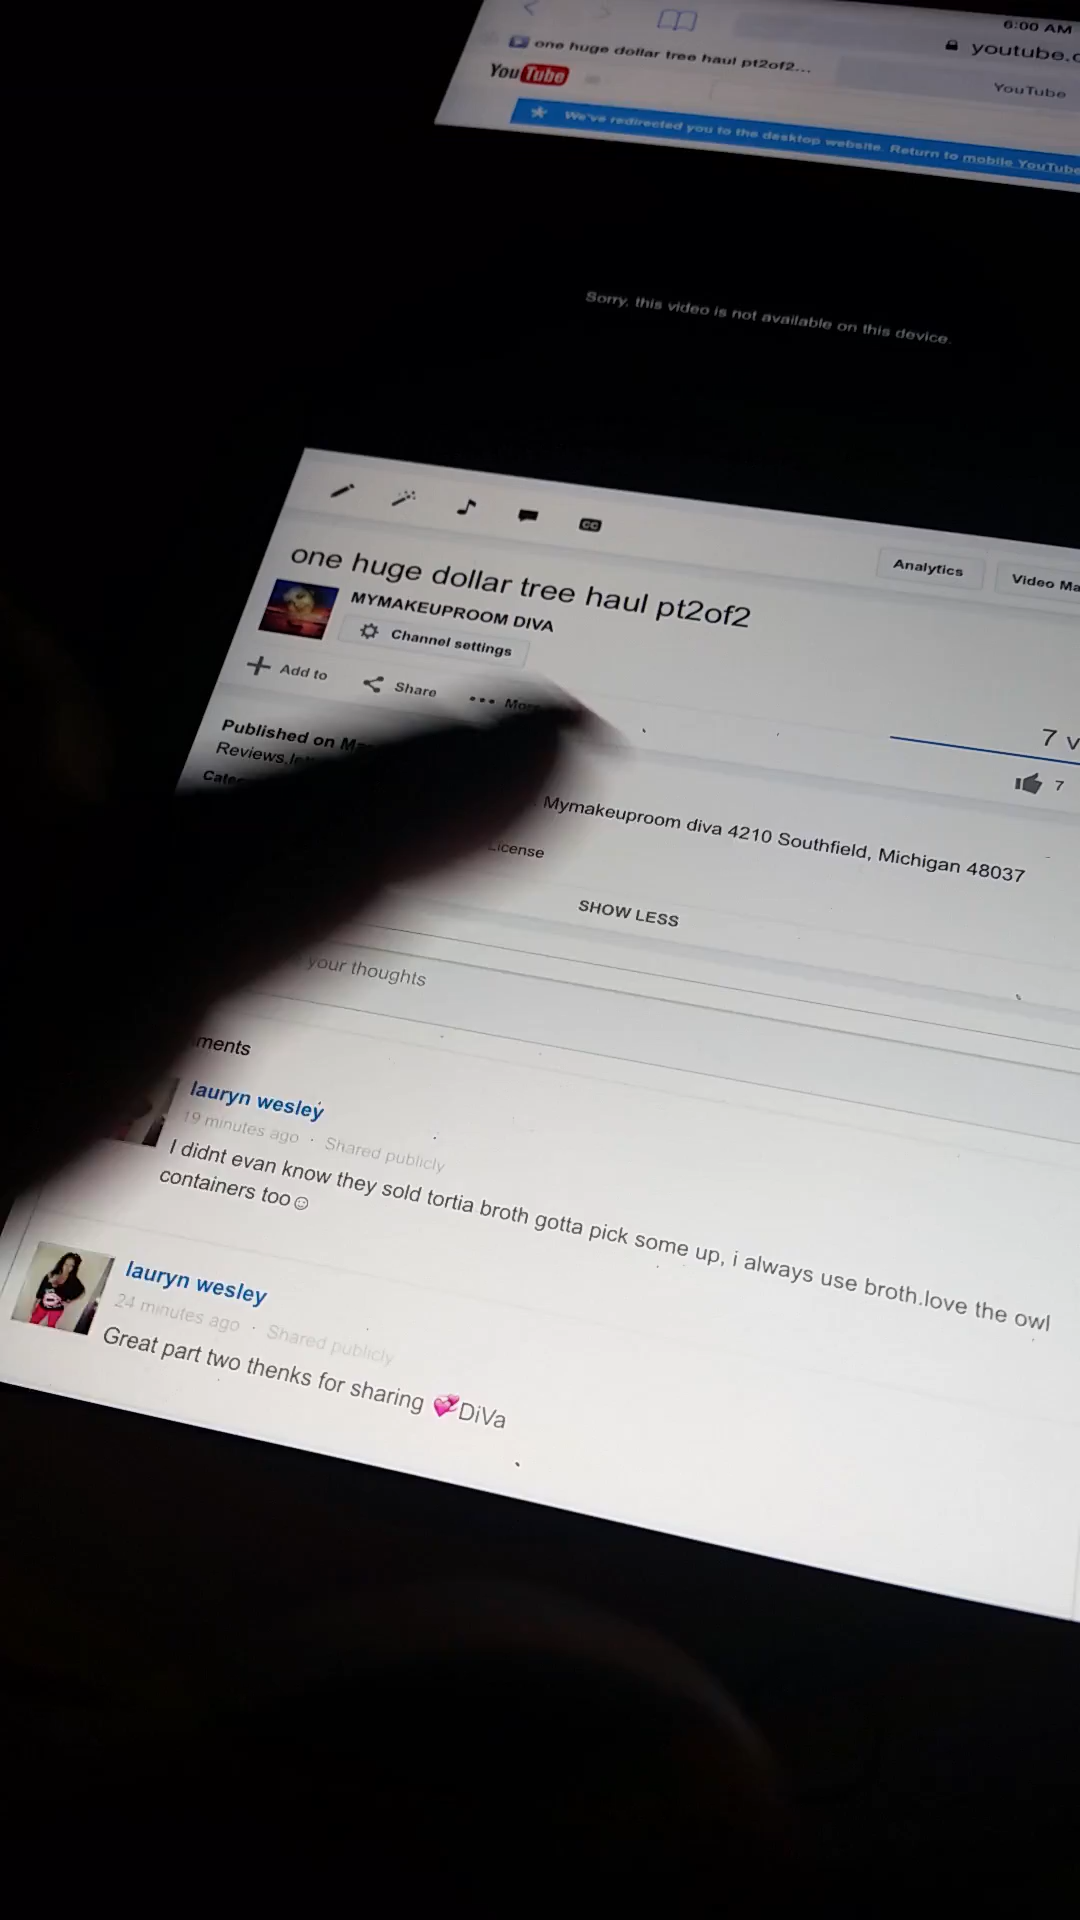 6:00 AM
one huge dollar tree haul pt2of2...
youtube.c
YouTube
YouTube
We've redirected you to the desktop website. Return to mobile YouTube
Sorry, this video is not available on this device.
CC
one huge dollar tree haul pt2of2
Analytics
Video Ma
MYMAKEUPROOM DIVA
Channel settings
Add to
Share
More
7 v
7
Published on
Reviews,
Mymakeuproom diva 4210 Southfield, Michigan 48037
License
SHOW LESS
your thoughts
ments
lauryn wesley
19 minutes ago · Shared publicly
I didnt evan know they sold tortia broth gotta pick some up, i always use broth.love the owl
containers too☺
lauryn wesley
24 minutes ago · Shared publicly
Great part two thenks for sharing 💞DiVa